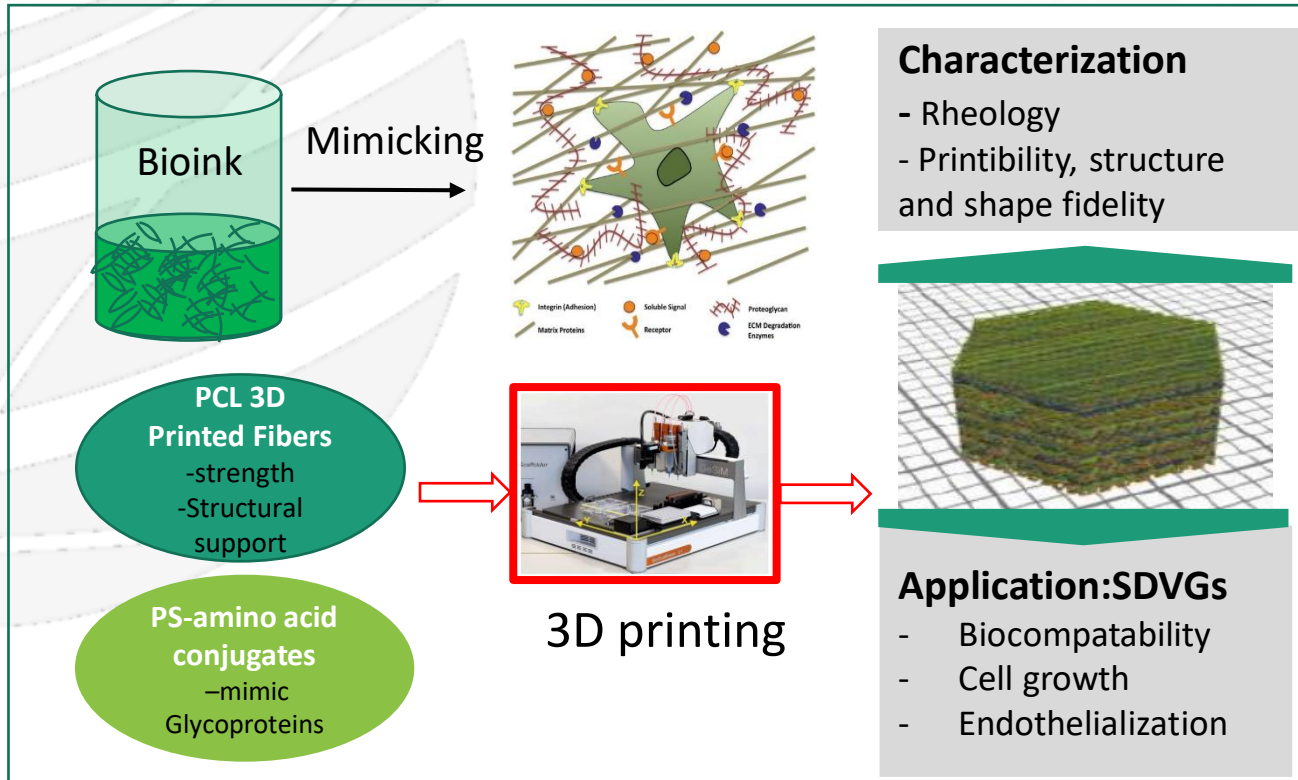 Bioink
Mimicking
Integrin (Adhesion)
Soluble Signal
Proteoglycan
Matrix Proteins
Receptor
ECM Degradation
Enzymes
PCL 3D
Printed Fibers
-strength
-Structural
support
PS-amino acid
conjugates
–mimic
Glycoproteins
GeSiM
z
y
x
3D printing
Characterization
- Rheology
- Printibility, structure
and shape fidelity
Application:SDVGs
- Biocompatability
- Cell growth
- Endothelialization